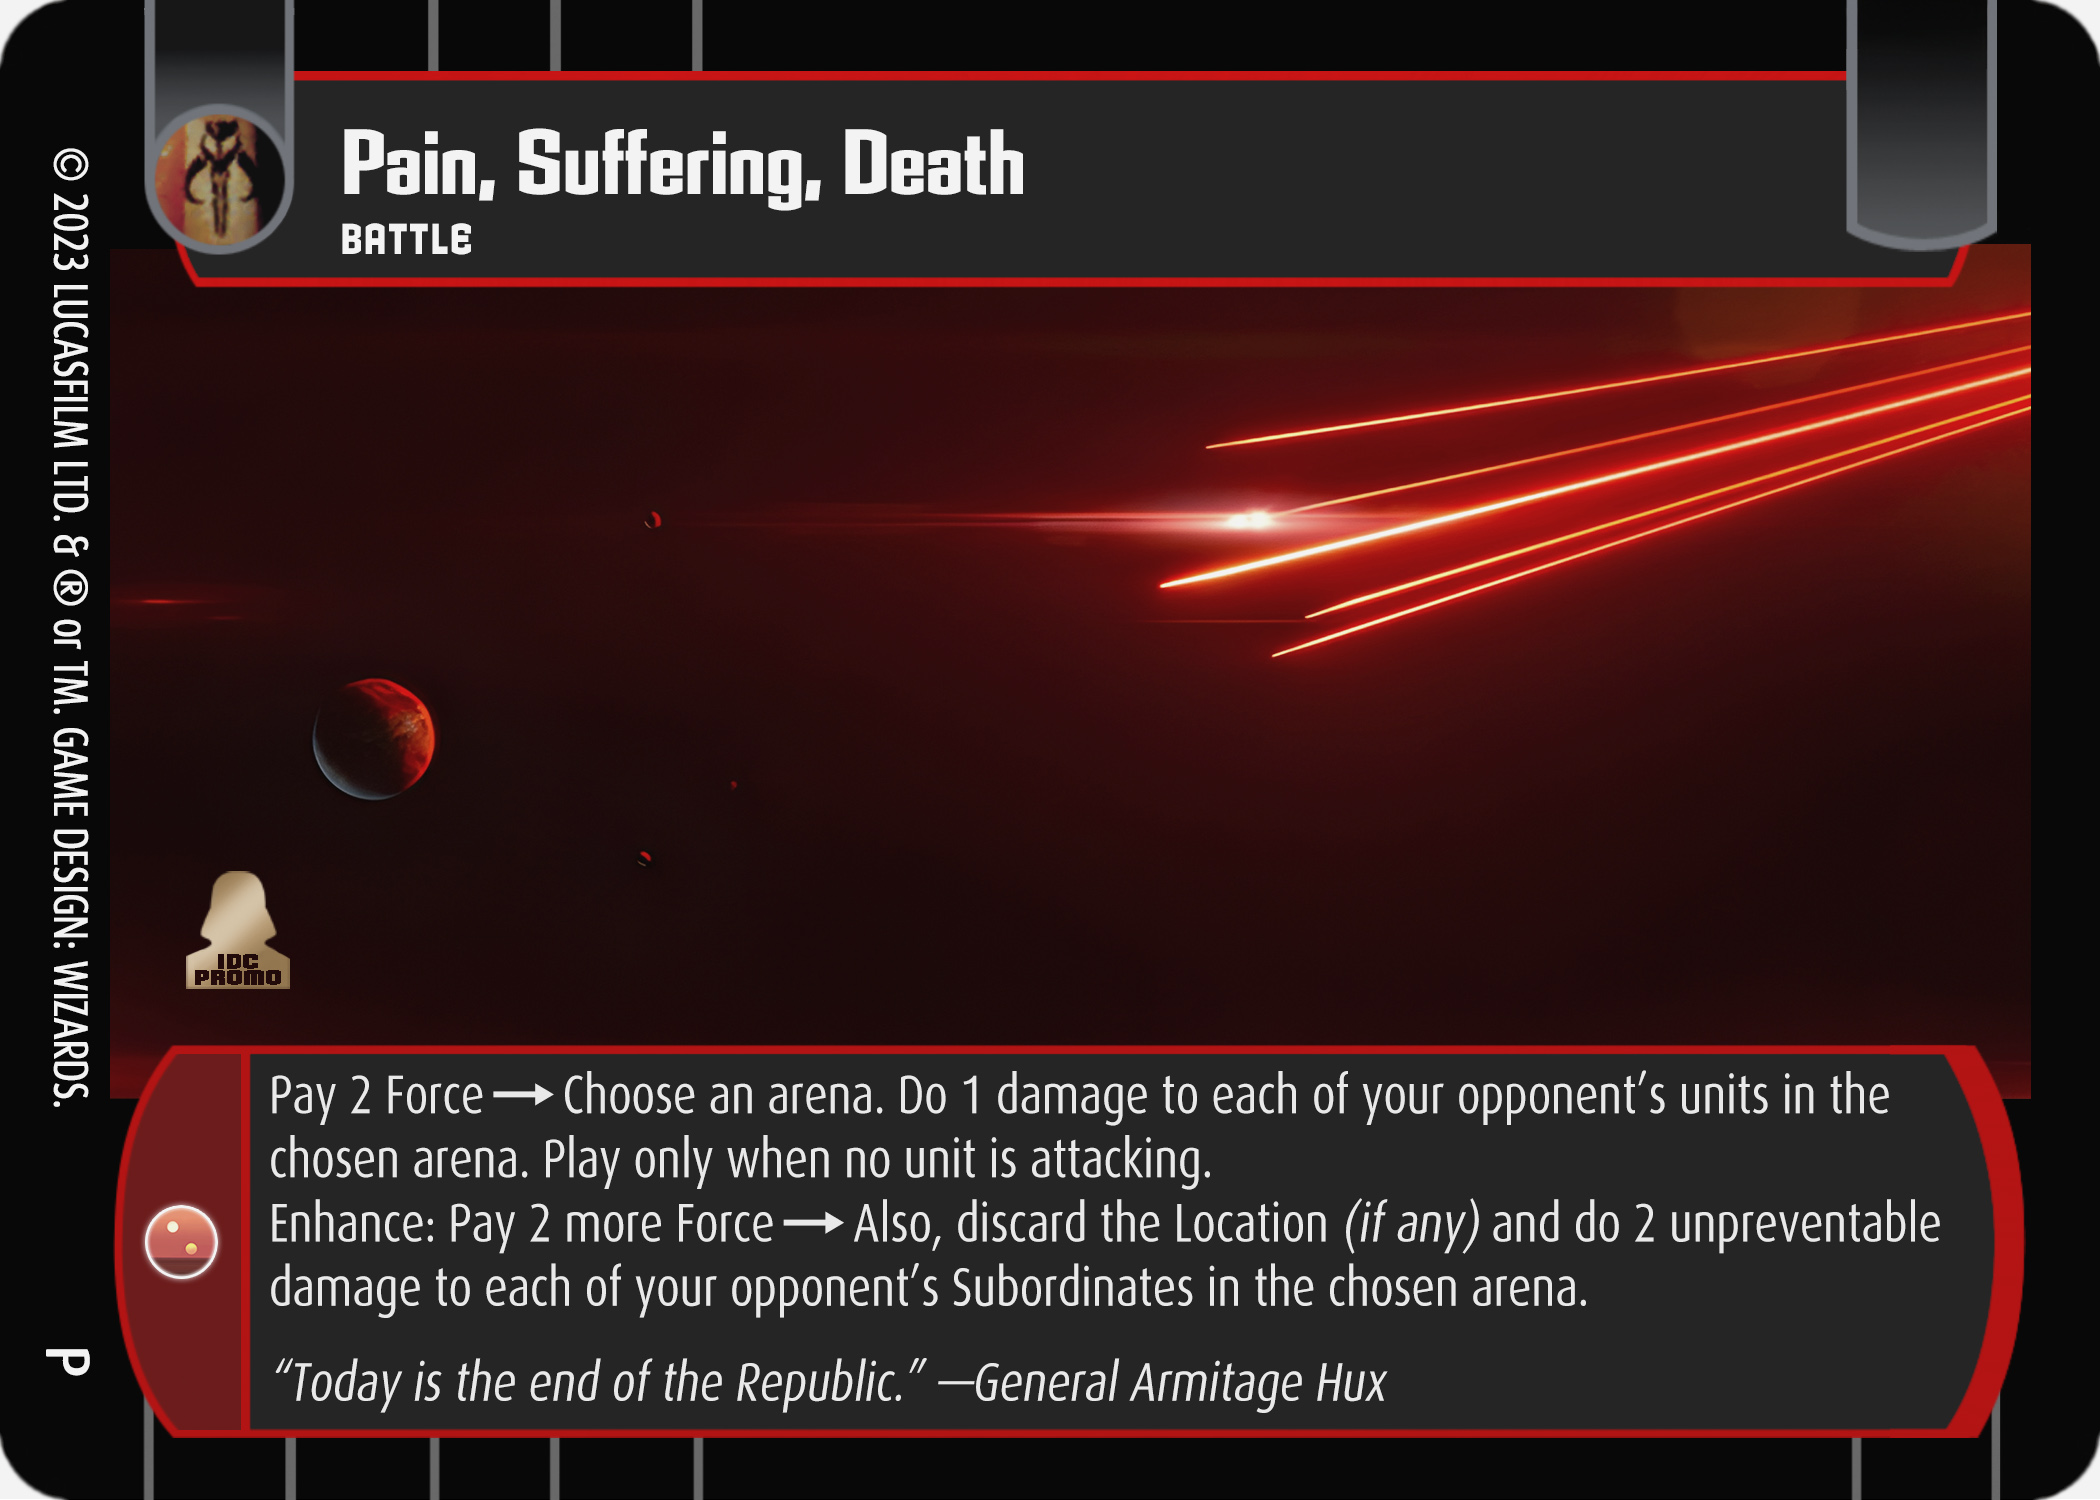 Pain, Suffering, Death
BATTLE
© 2023 LUCASFILM LTD. & ® or TM. GAME DESIGN: WIZARDS.
P
IDC
PROMO
Pay 2 Force → Choose an arena. Do 1 damage to each of your opponent's units in the
chosen arena. Play only when no unit is attacking.
Enhance: Pay 2 more Force → Also, discard the Location (if any) and do 2 unpreventable
damage to each of your opponent's Subordinates in the chosen arena.
“Today is the end of the Republic.” —General Armitage Hux